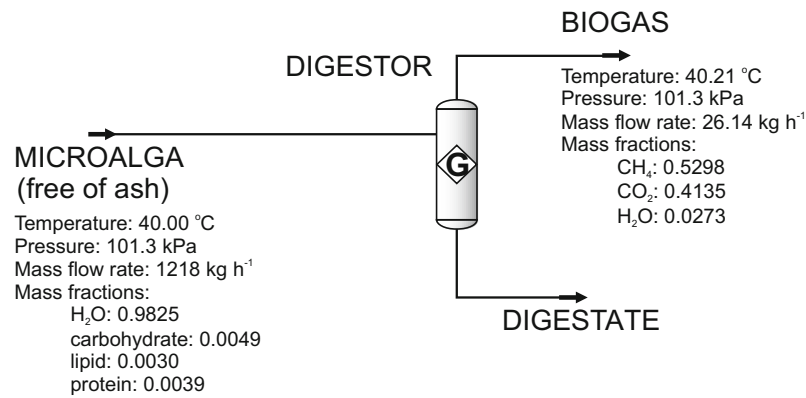 BIOGAS
DIGESTOR
Temperature: 40.21 °C
Pressure: 101.3 kPa
Mass flow rate: 26.14 kg h⁻¹
Mass fractions:
CH₄: 0.5298
CO₂: 0.4135
H₂O: 0.0273
G
MICROALGA
(free of ash)
Temperature: 40.00 °C
Pressure: 101.3 kPa
Mass flow rate: 1218 kg h⁻¹
Mass fractions:
H₂O: 0.9825
carbohydrate: 0.0049
lipid: 0.0030
protein: 0.0039
DIGESTATE